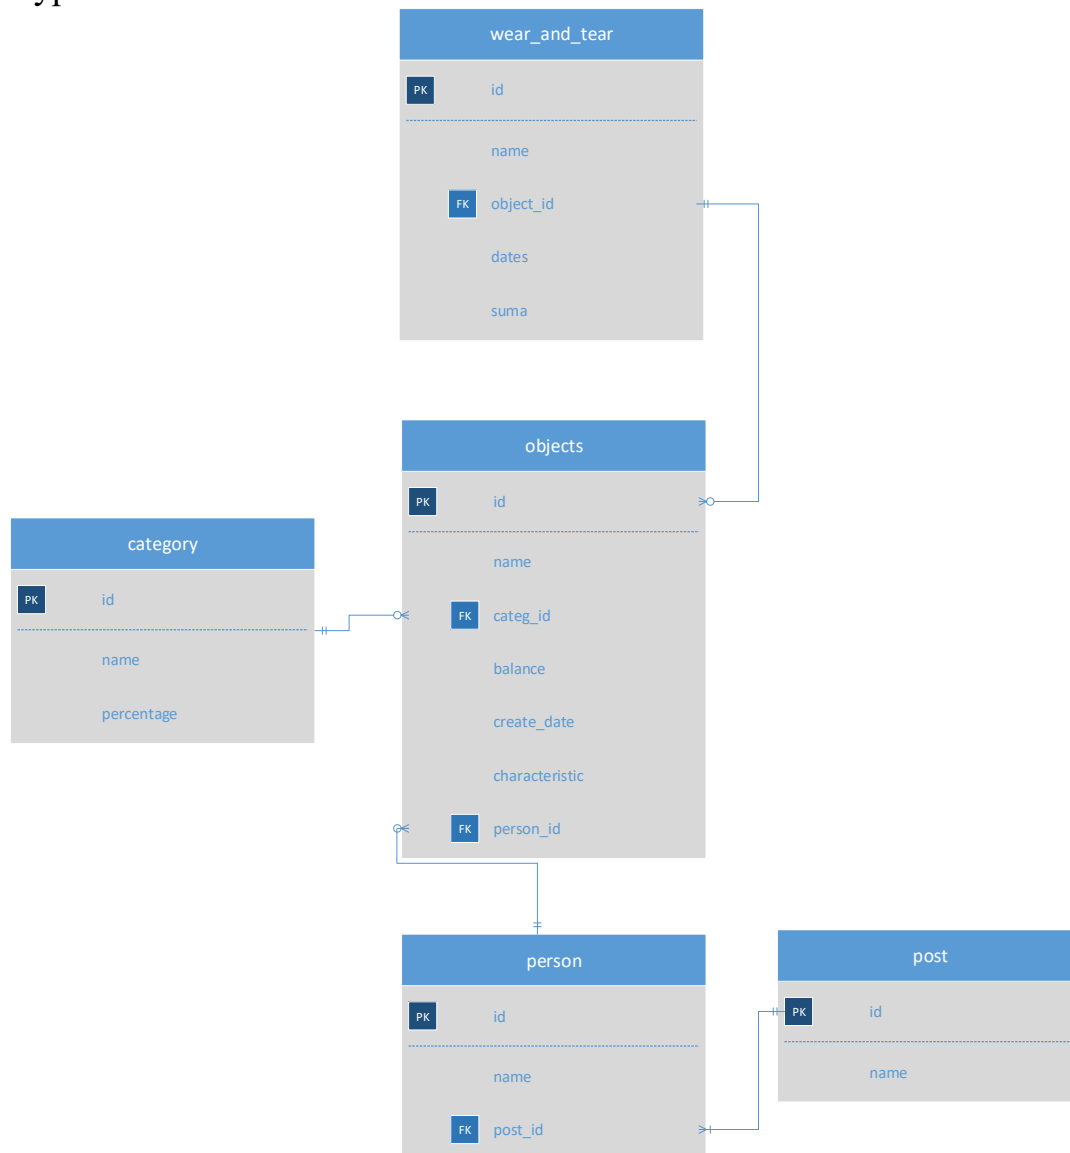 wear_and_tear
PK id
name
FK object_id
dates
suma
objects
PK id
name
FK categ_id
balance
create_date
characteristic
FK person_id
category
PK id
name
percentage
person
PK id
name
FK post_id
post
PK id
name